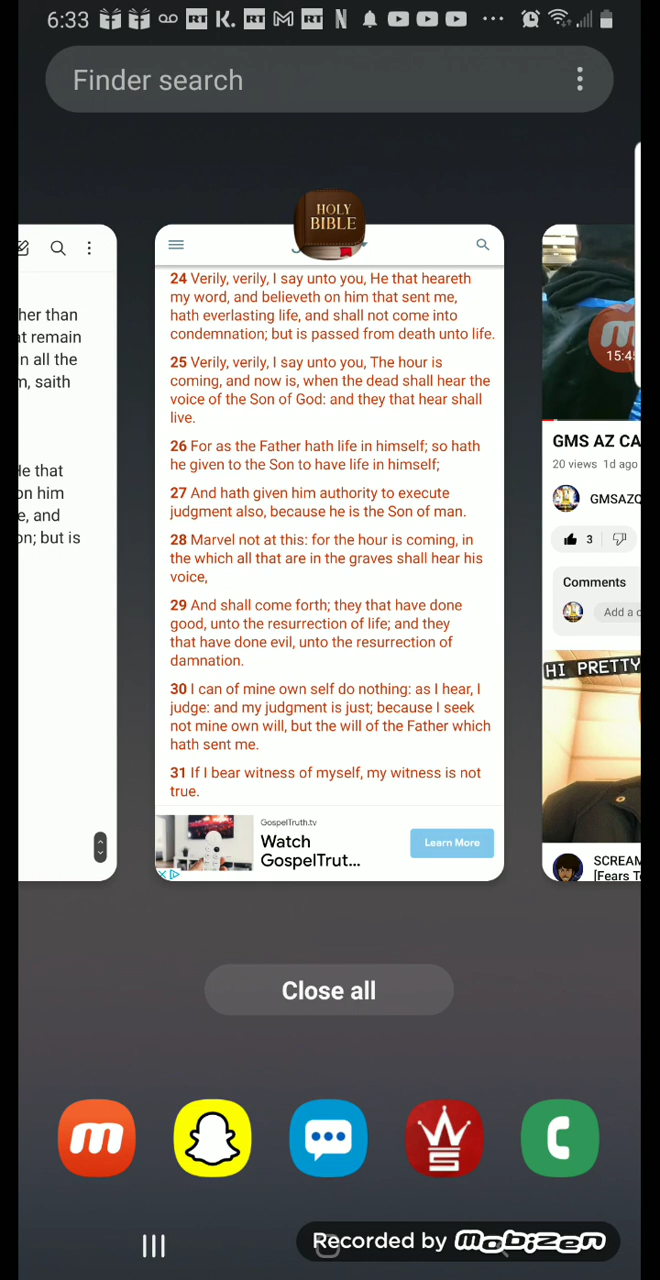 6:33
RT
K.
RT
RT
N
Finder search
HOLY
BIBLE
her than
at remain
n all the
m, saith
He that
on him
e, and
on; but is
24 Verily, verily, I say unto you, He that heareth
my word, and believeth on him that sent me,
hath everlasting life, and shall not come into
condemnation; but is passed from death unto life.
25 Verily, verily, I say unto you, The hour is
coming, and now is, when the dead shall hear the
voice of the Son of God: and they that hear shall
live.
26 For as the Father hath life in himself; so hath
he given to the Son to have life in himself;
27 And hath given him authority to execute
judgment also, because he is the Son of man.
28 Marvel not at this: for the hour is coming, in
the which all that are in the graves shall hear his
voice,
29 And shall come forth; they that have done
good, unto the resurrection of life; and they
that have done evil, unto the resurrection of
damnation.
30 I can of mine own self do nothing: as I hear, I
judge: and my judgment is just; because I seek
not mine own will, but the will of the Father which
hath sent me.
31 If I bear witness of myself, my witness is not
true.
GospelTruth.tv
Watch
GospelTrut...
Learn More
15:45
GMS AZ CA
20 views 1d ago
GMSAZC
3
Comments
Add a c
HI PRETTY
SCREAM
[Fears T
Close all
Recorded by mobizen